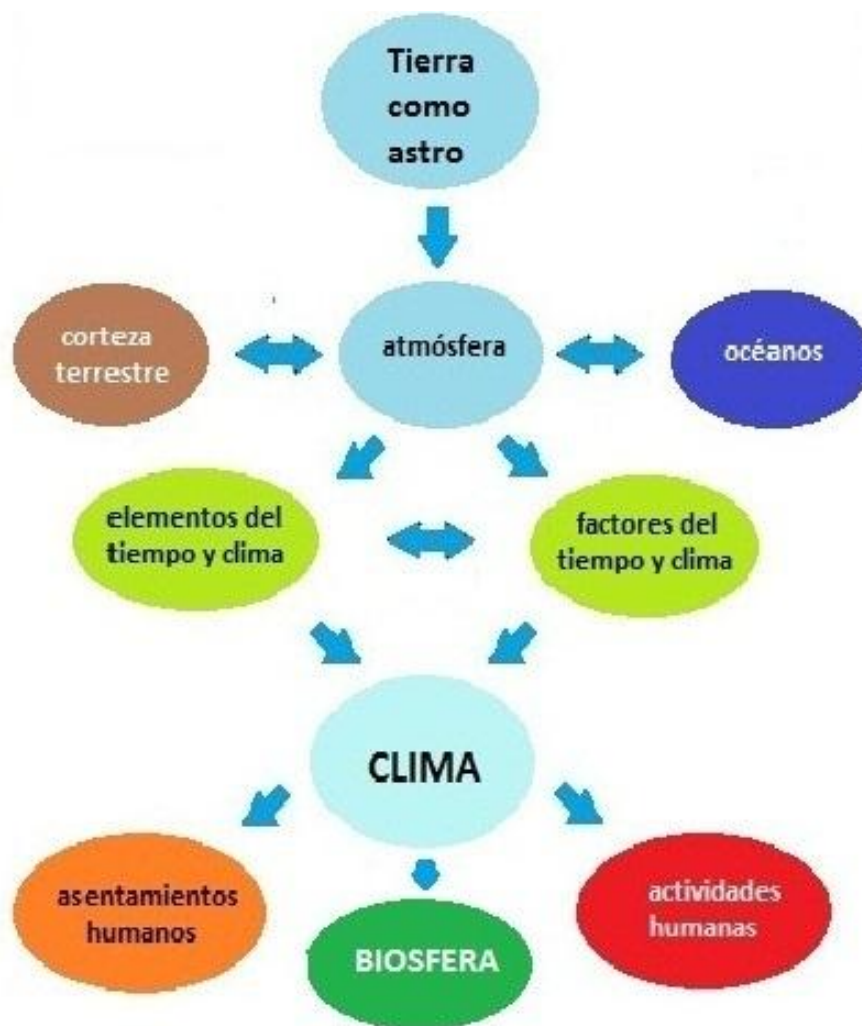 Tierra
como
astro
corteza
terrestre
atmósfera
océanos
elementos del
tiempo y clima
factores del
tiempo y clima
CLIMA
asentamientos
humanos
BIOSFERA
actividades
humanas